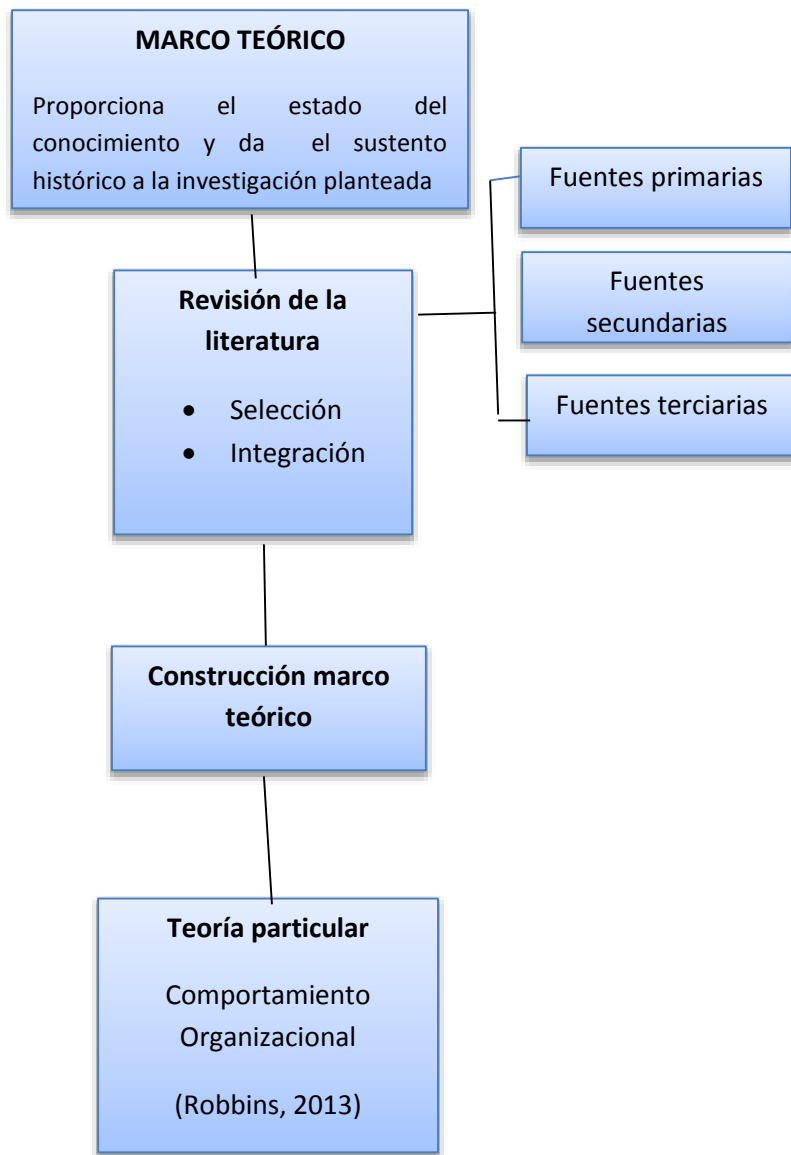 MARCO TEÓRICO
Proporciona el estado del
conocimiento y da el sustento
histórico a la investigación planteada
Fuentes primarias
Revisión de la
literatura
• Selección
• Integración
Fuentes
secundarias
Fuentes terciarias
Construcción marco
teórico
Teoría particular
Comportamiento
Organizacional
(Robbins, 2013)